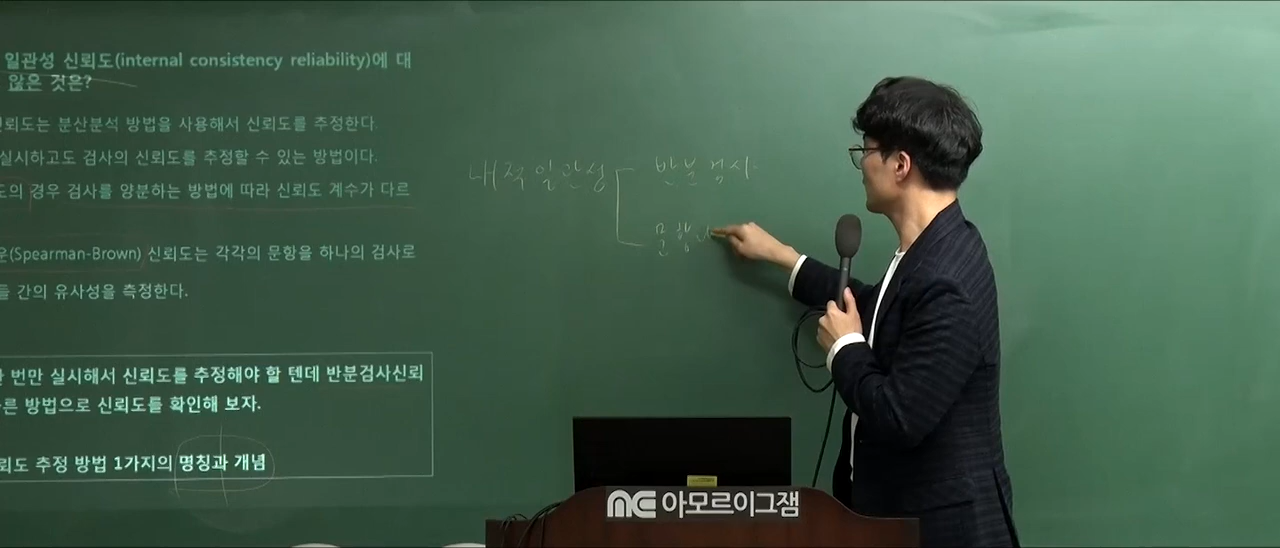 일관성 신뢰도(internal consistency reliability)에 대
않은 것은?
신뢰도는 분산분석 방법을 사용해서 신뢰도를 추정한다.
실시하고도 검사의 신뢰도를 추정할 수 있는 방법이다.
도의 경우 검사를 양분하는 방법에 따라 신뢰도 계수가 다르
운(Spearman-Brown) 신뢰도는 각각의 문항을 하나의 검사로
들 간의 유사성을 측정한다.
한 번만 실시해서 신뢰도를 추정해야 할 텐데 반분검사신뢰
다른 방법으로 신뢰도를 확인해 보자.
신뢰도 추정 방법 1가지의 명칭과 개념
내적일관성
반분검사
문항
아모르이그잼